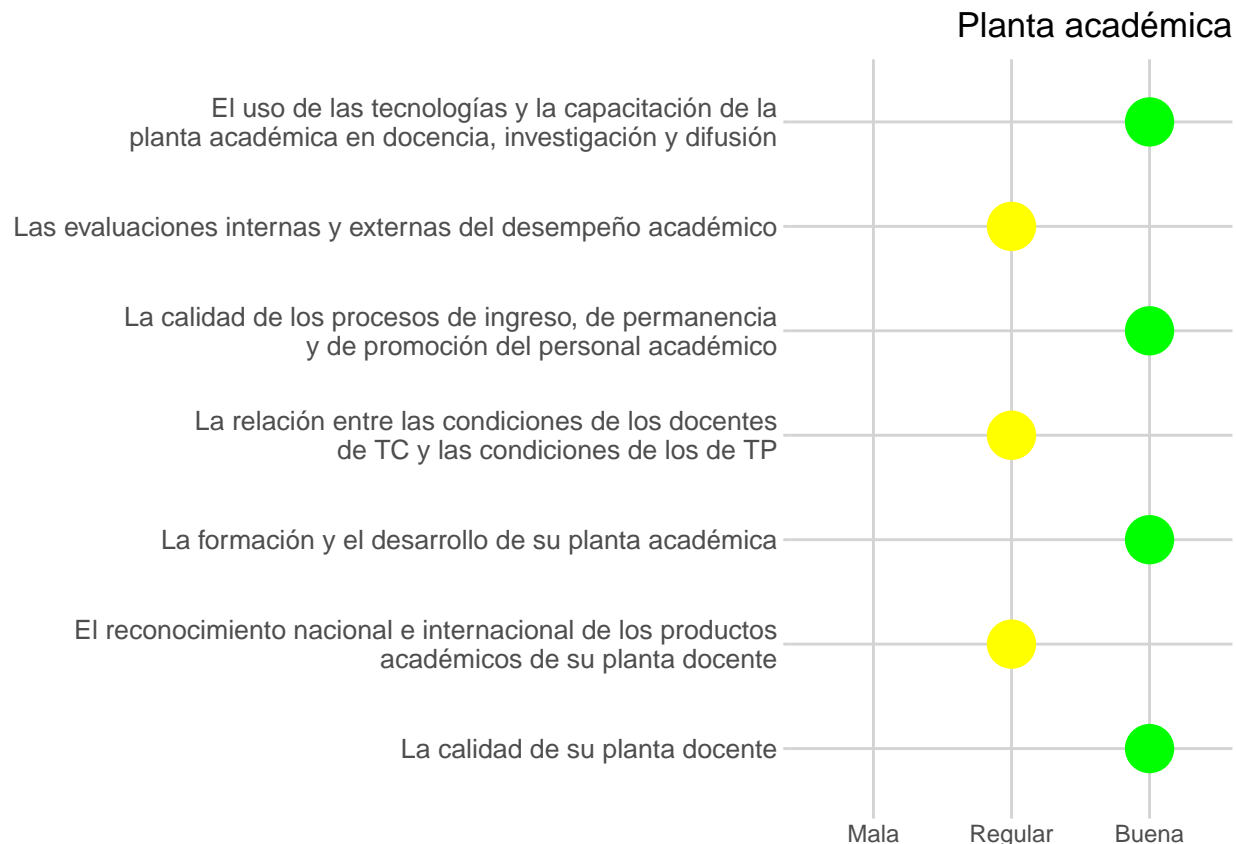 Planta académica
El uso de las tecnologías y la capacitación de la
planta académica en docencia, investigación y difusión
Las evaluaciones internas y externas del desempeño académico
La calidad de los procesos de ingreso, de permanencia
y de promoción del personal académico
La relación entre las condiciones de los docentes
de TC y las condiciones de los de TP
La formación y el desarrollo de su planta académica
El reconocimiento nacional e internacional de los productos
académicos de su planta docente
La calidad de su planta docente
Mala Regular Buena